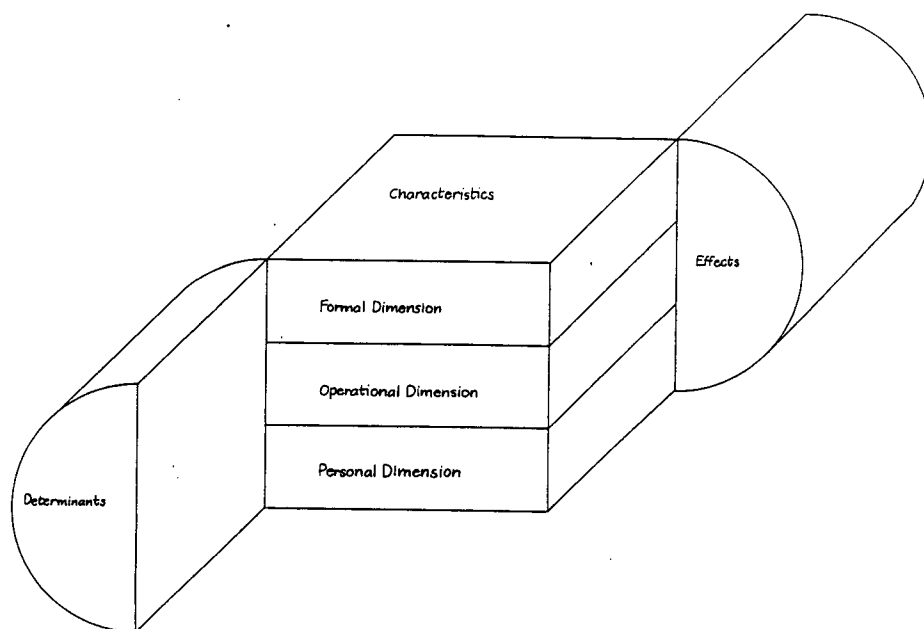 Characteristics
Effects
Formal Dimension
Operational Dimension
Personal Dimension
Determinants